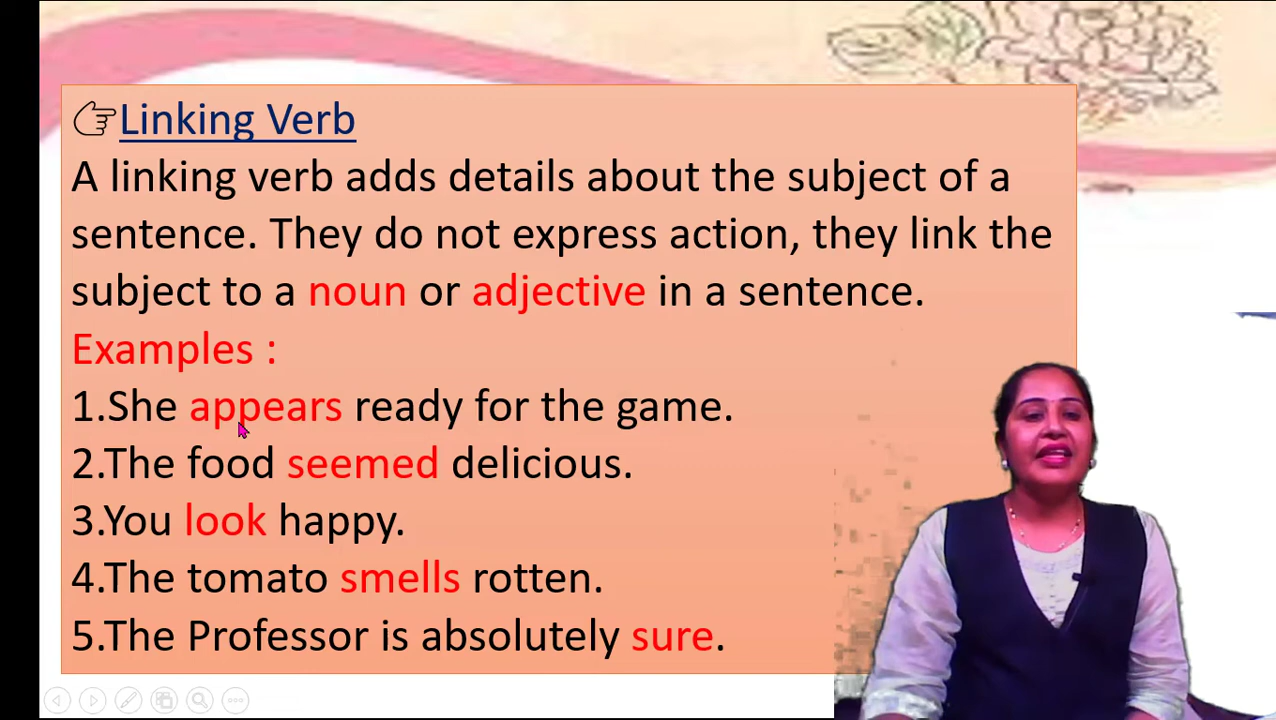 👉Linking Verb
A linking verb adds details about the subject of a
sentence. They do not express action, they link the
subject to a noun or adjective in a sentence.
Examples :
1.She appears ready for the game.
2.The food seemed delicious.
3.You look happy.
4.The tomato smells rotten.
5.The Professor is absolutely sure.